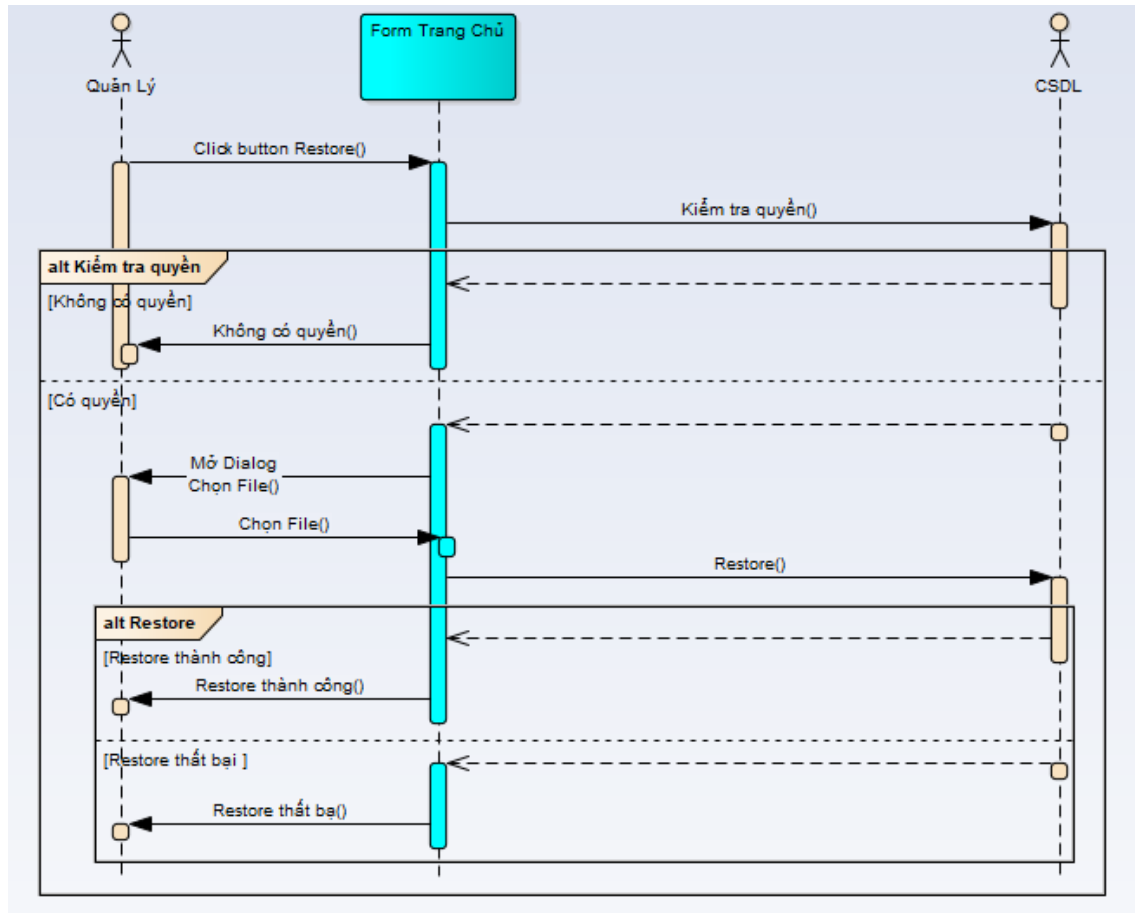 Form Trang Chủ
Quản Lý
CSDL
Click button Restore()
Kiểm tra quyền()
alt Kiểm tra quyền
[Không có quyền]
Không có quyền()
[Có quyền]
Mở Dialog
Chọn File()
Chọn File()
Restore()
alt Restore
[Restore thành công]
Restore thành công()
[Restore thất bại ]
Restore thất bạ()